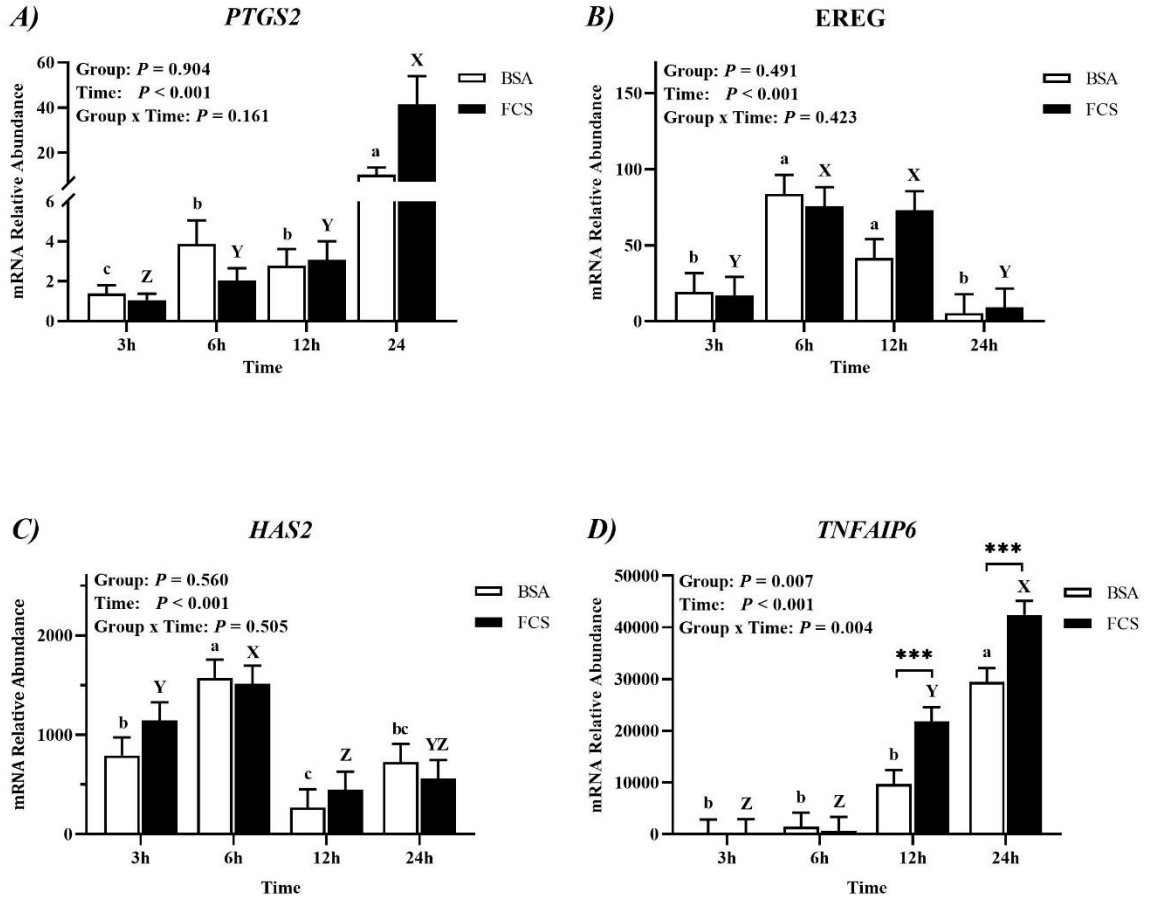 A) PTGS2
Group: P = 0.904
Time: P < 0.001
Group x Time: P = 0.161
BSA
FCS
mRNA Relative Abundance
60
40
20
6
4
2
0
c Z b Y b Y a X
3h 6h 12h 24
Time
B) EREG
Group: P = 0.491
Time: P < 0.001
Group x Time: P = 0.423
BSA
FCS
mRNA Relative Abundance
150
100
50
0
b Y a X a X b Y
3h 6h 12h 24h
Time
C) HAS2
Group: P = 0.560
Time: P < 0.001
Group x Time: P = 0.505
BSA
FCS
mRNA Relative Abundance
2000
1000
0
b Y a X c Z bc YZ
3h 6h 12h 24h
Time
D) TNFAIP6
Group: P = 0.007
Time: P < 0.001
Group x Time: P = 0.004
BSA
FCS
mRNA Relative Abundance
50000
40000
30000
20000
10000
0
*** ***
b Z b Z b Y a X
3h 6h 12h 24h
Time